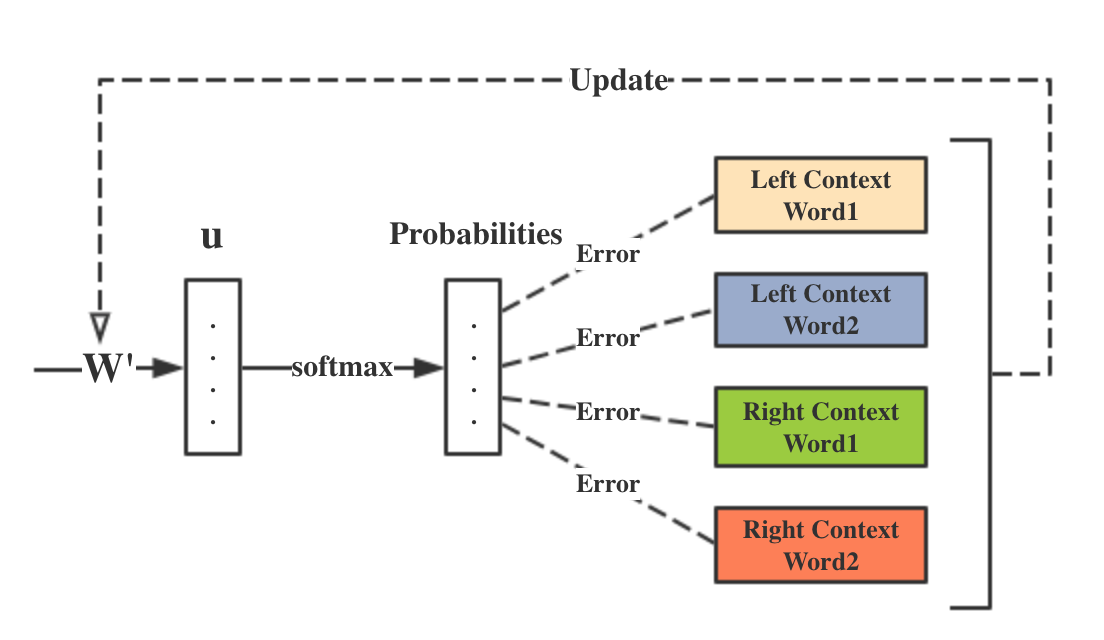 Update
Left Context
Word1
u
Probabilities
Error
Left Context
Word2
Error
W'
softmax
Error
Right Context
Word1
Error
Right Context
Word2